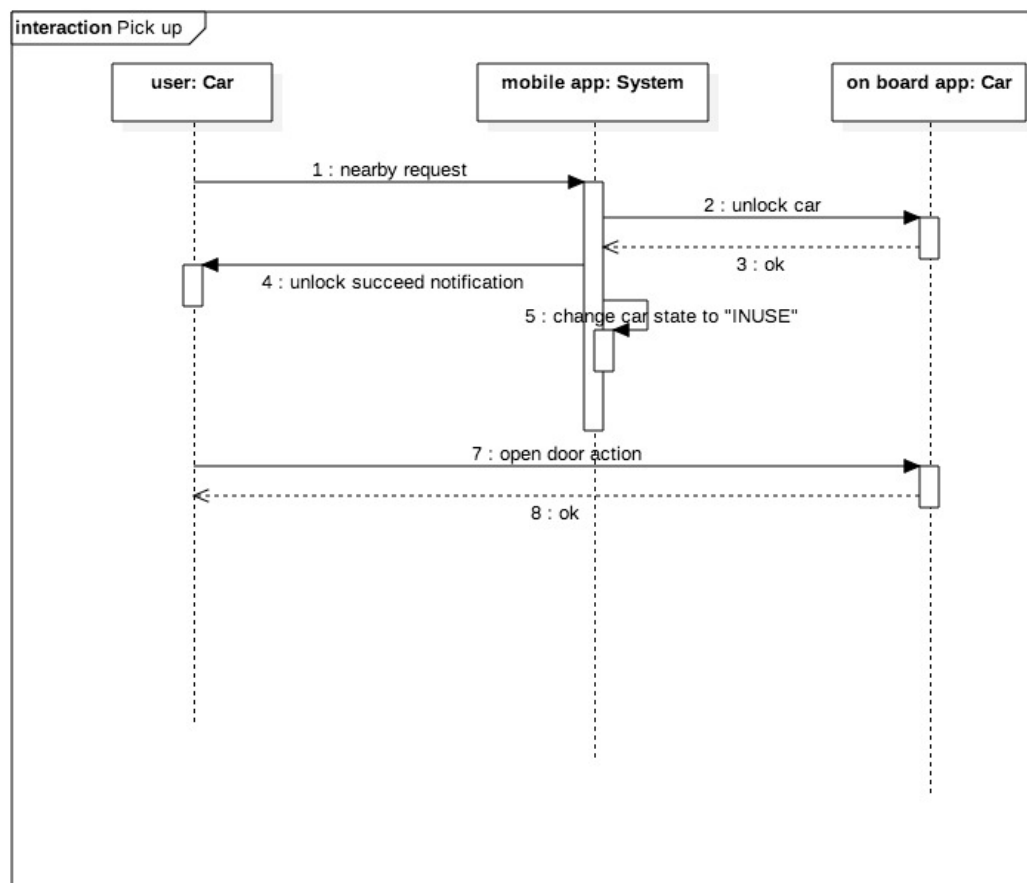 interaction Pick up
user: Car
mobile app: System
on board app: Car
1 : nearby request
2 : unlock car
3 : ok
4 : unlock succeed notification
5 : change car state to "INUSE"
7 : open door action
8 : ok